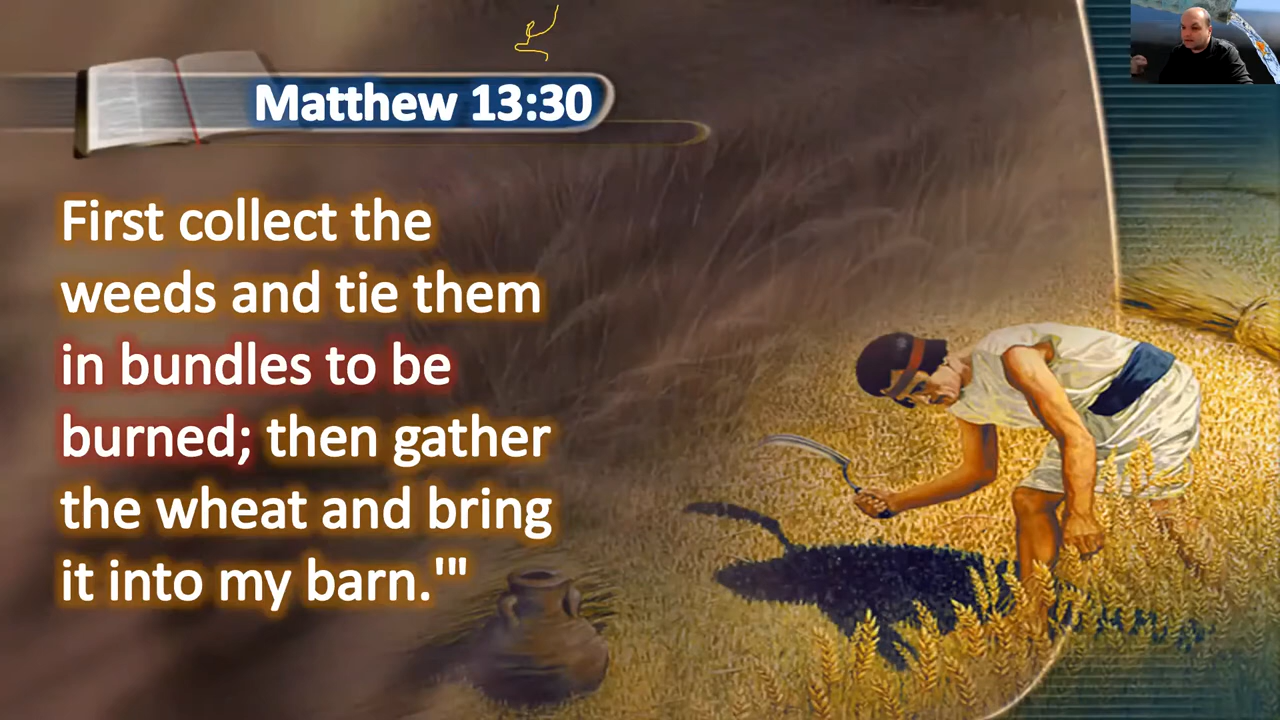 Matthew 13:30
First collect the
weeds and tie them
in bundles to be
burned; then gather
the wheat and bring
it into my barn.'"